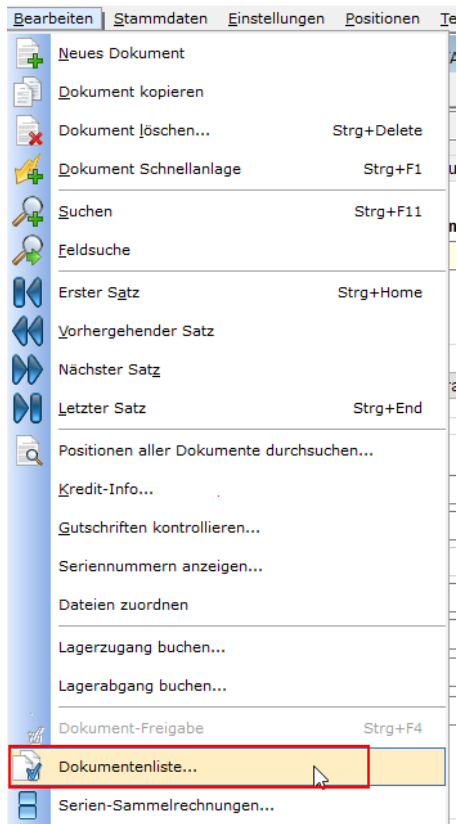 Bearbeiten Stammdaten Einstellungen Positionen
Neues Dokument
Dokument kopieren
Dokument löschen... Strg+Delete
Dokument Schnellanlage Strg+F1
Suchen Strg+F11
Feldsuche
Erster Satz Strg+Home
Vorhergehender Satz
Nächster Satz
Letzter Satz Strg+End
Positionen aller Dokumente durchsuchen...
Kredit-Info...
Gutschriften kontrollieren...
Seriennummern anzeigen...
Dateien zuordnen
Lagerzugang buchen...
Lagerabgang buchen...
Dokument-Freigabe Strg+F4
Dokumentenliste...
Serien-Sammelrechnungen...